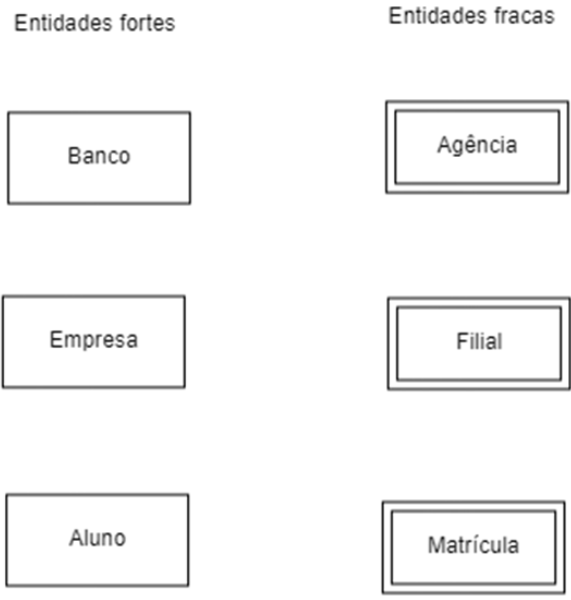 Entidades fortes
Entidades fracas
Banco
Agência
Empresa
Filial
Aluno
Matrícula